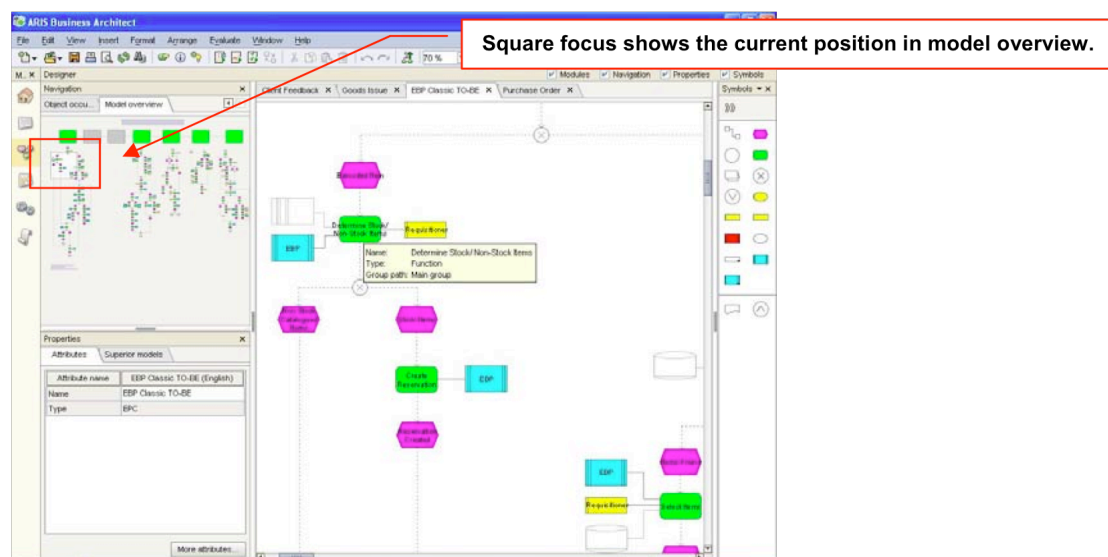 ARIS Business Architect
Square focus shows the current position in model overview.
File Edit View Insert Format Arrange Evaluate Window Help
70 %
M.. X Designer
Modules Navigation Properties Symbols
Navigation
Object occu... Model overview
Client Feedback Goods Issue EBP Classic TO-BE Purchase Order
Symbols
Determine Stock/
Non-Stock Items
Requisitioner
EBP
Name: Determine Stock/ Non-Stock Items
Type: Function
Group path: Main group
Create
Reservation
Reservation
Created
Properties
Attributes Superior models
Attribute name EBP Classic TO-BE (English)
Name EBP Classic TO-BE
Type EPC
EBP
Requisitioner
More attributes...